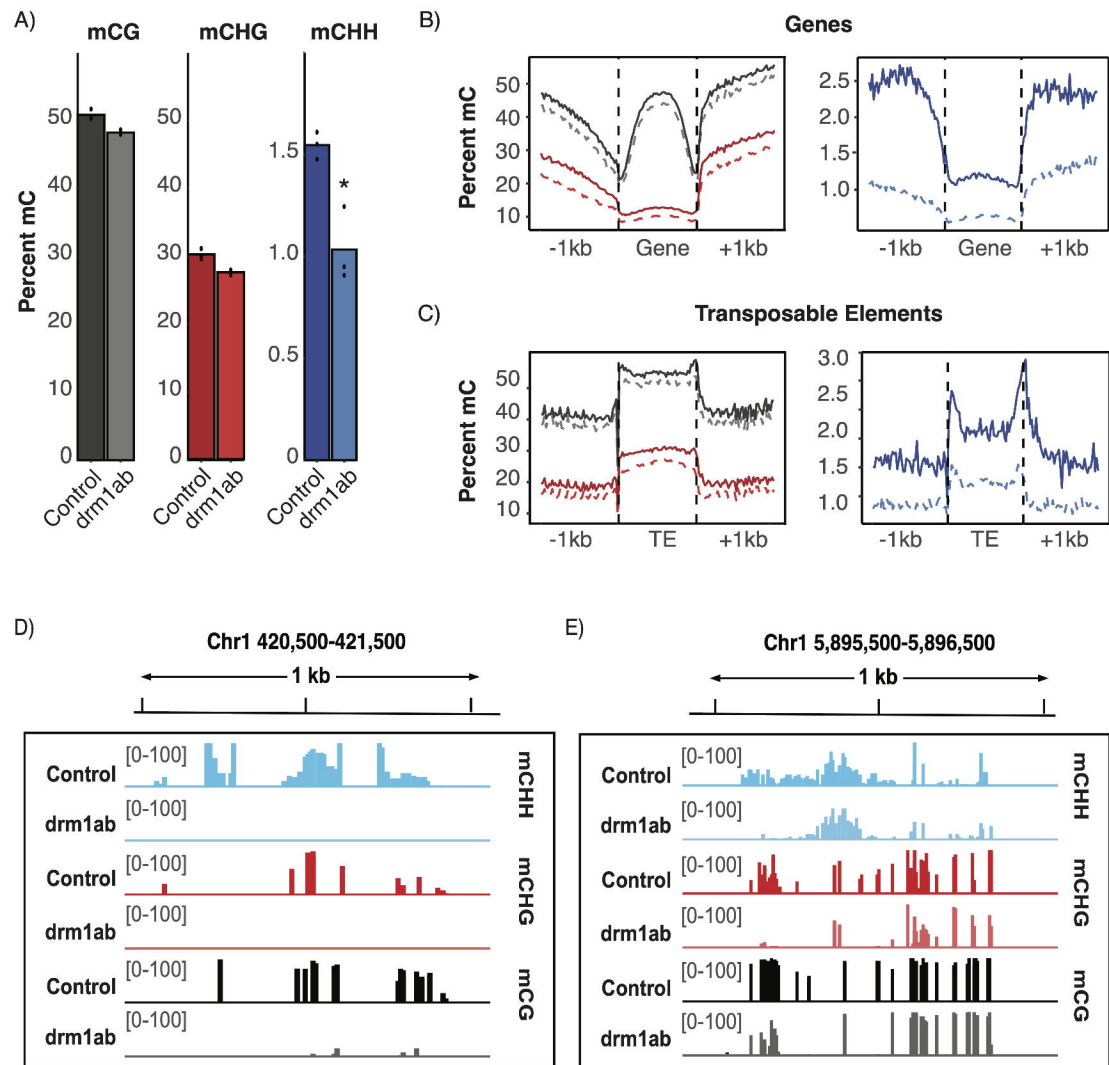 A)
mCG
mCHG
mCHH
Percent mC
50
40
30
20
10
0
50
40
30
20
10
0
1.5
1.0
0.5
0
*
Control
drm1ab
Control
drm1ab
Control
drm1ab
B)
Genes
Percent mC
50
40
30
20
10
-1kb
Gene
+1kb
2.5
2.0
1.5
1.0
-1kb
Gene
+1kb
C)
Transposable Elements
Percent mC
50
40
30
20
10
-1kb
TE
+1kb
3.0
2.5
2.0
1.5
1.0
-1kb
TE
+1kb
D)
Chr1 420,500-421,500
1 kb
Control [0-100]
drm1ab [0-100]
mCHH
Control [0-100]
drm1ab [0-100]
mCHG
Control [0-100]
drm1ab [0-100]
mCG
E)
Chr1 5,895,500-5,896,500
1 kb
Control [0-100]
drm1ab [0-100]
mCHH
Control [0-100]
drm1ab [0-100]
mCHG
Control [0-100]
drm1ab [0-100]
mCG